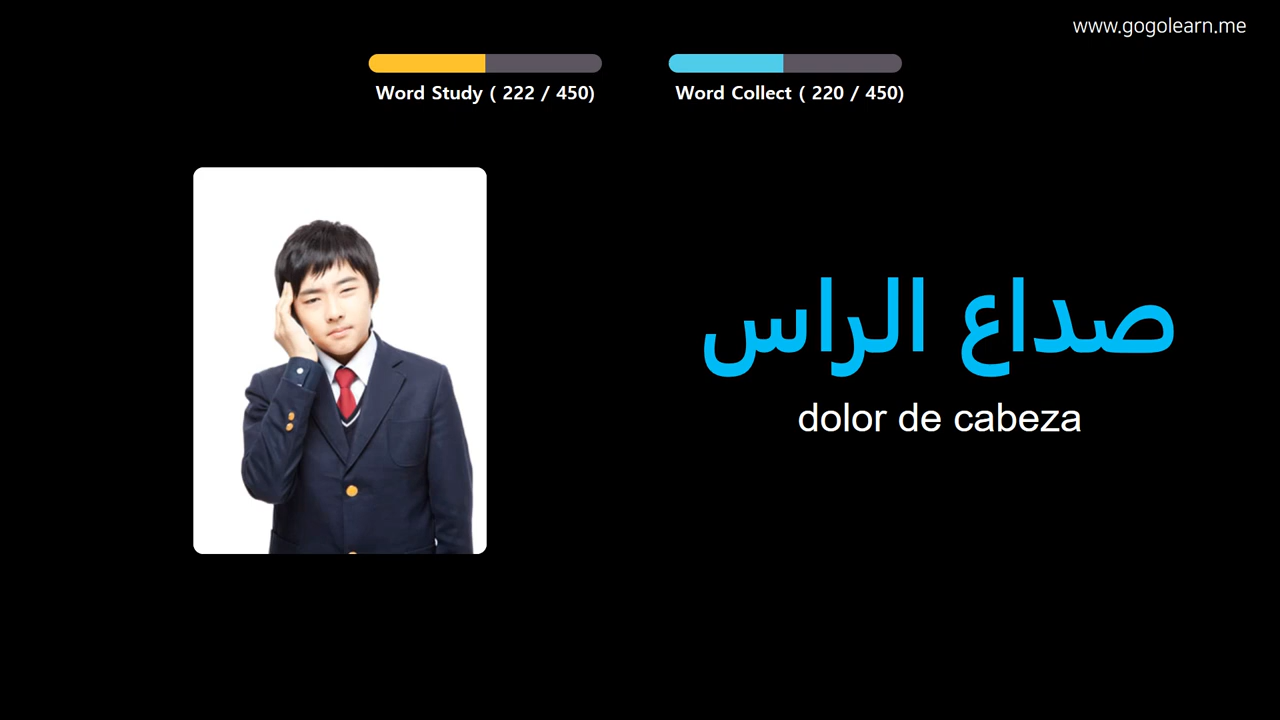 www.gogolearn.me
Word Study ( 222 / 450)
Word Collect ( 220 / 450)
صداع الراس
dolor de cabeza